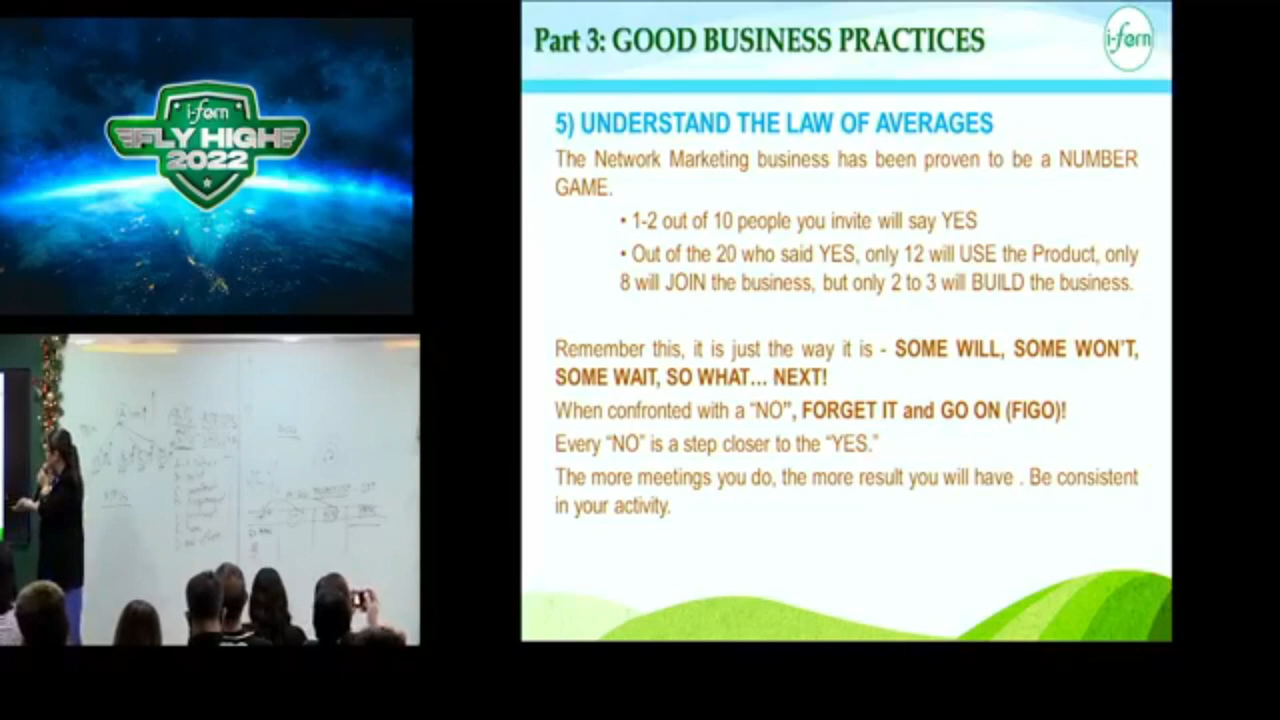 i-fern
FLY HIGH
2022
Part 3: GOOD BUSINESS PRACTICES
i-fern
5) UNDERSTAND THE LAW OF AVERAGES
The Network Marketing business has been proven to be a NUMBER
GAME.
• 1-2 out of 10 people you invite will say YES
• Out of the 20 who said YES, only 12 will USE the Product, only
8 will JOIN the business, but only 2 to 3 will BUILD the business.
Remember this, it is just the way it is - SOME WILL, SOME WON'T,
SOME WAIT, SO WHAT... NEXT!
When confronted with a “NO”, FORGET IT and GO ON (FIGO)!
Every “NO” is a step closer to the “YES.”
The more meetings you do, the more result you will have . Be consistent
in your activity.